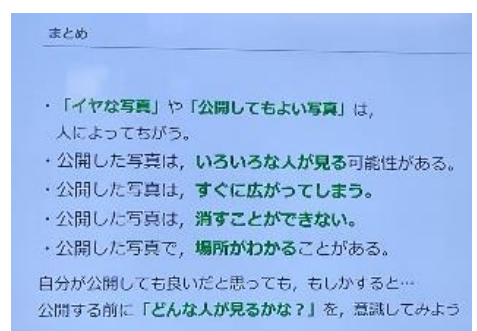 まとめ
・「イヤな写真」や「公開してもよい写真」は,
人によってちがう。
・公開した写真は, いろいろな人が見る可能性がある。
・公開した写真は, すぐに広がってしまう。
・公開した写真は, 消すことができない。
・公開した写真で, 場所がわかることがある。
自分が公開しても良いだと思っても, もしかすると…
公開する前に「どんな人が見るかな？」を, 意識してみよう